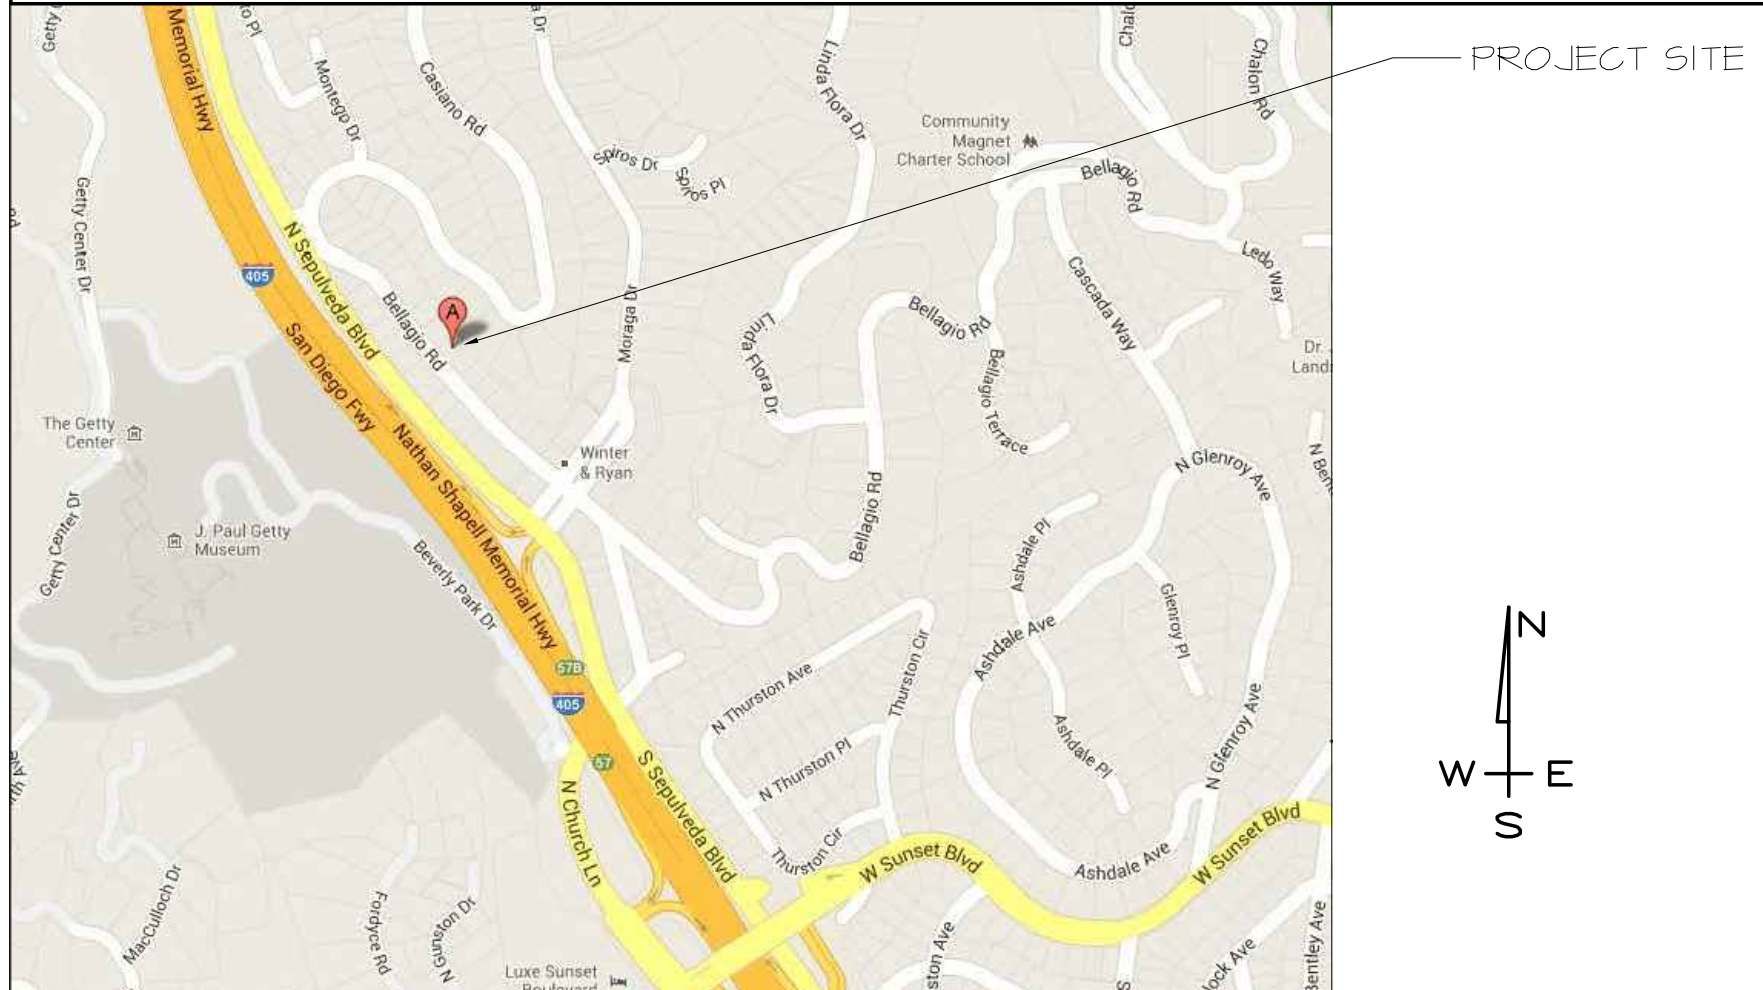 PROJECT SITE
Memorial Hwy
Montego Dr
Casiano Rd
Linda Flora Dr
Chalon Rd
Community
Magnet
Charter School
Spiros Dr
Spiros Pl
Bellagio Rd
Getty Center Dr
N Sepulveda Blvd
405
Ledo Way
Cascada Way
A
Bellagio Rd
Moraga Dr
Bellagio Rd
Linda Flora Dr
San Diego Fwy
Bellagio Terrace
The Getty
Center
Nathan Shapell Memorial Hwy
Winter
& Ryan
N Glenroy Ave
Bellagio Rd
Getty Center Dr
J. Paul Getty
Museum
Beverly Park Dr
Ashdale Pl
Glenroy Pl
Ashdale Ave
57B
405
N Thurston Ave
Thurston Cir
N Glenroy Ave
Ashdale Pl
57
N Thurston Pl
S Sepulveda Blvd
N Church Ln
Thurston Cir
W Sunset Blvd
Ashdale Ave
W Sunset Blvd
MacCulloch Dr
Fordyce Rd
N Gunston Dr
Bentley Ave
Luxe Sunset
Boulevard
N
W E
S